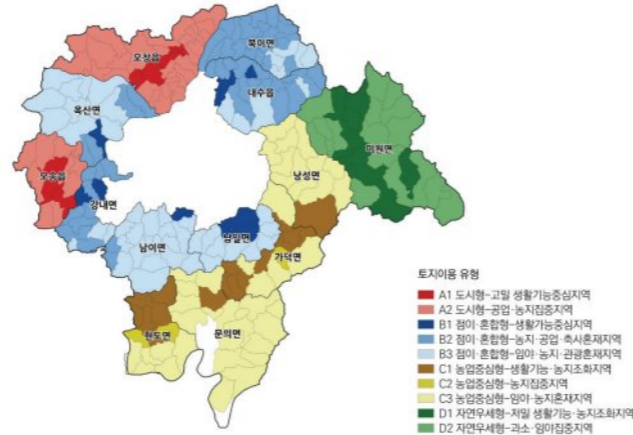 오창읍
북이면
내수읍
옥산면
미원면
오송읍
낭성면
강내면
남이면
남일면
가덕면
현도면
문의면
토지이용 유형
A1 도시형-고밀 생활기능중심지역
A2 도시형-공업·농지집중지역
B1 점이·혼합형-생활기능중심지역
B2 점이·혼합형-농지·공업·축사혼재지역
B3 점이·혼합형-임야·농지·관광혼재지역
C1 농업중심형-생활기능·농지조화지역
C2 농업중심형-농지집중지역
C3 농업중심형-임야·농지혼재지역
D1 자연우세형-저밀 생활기능·농지조화지역
D2 자연우세형-과소·임야집중지역